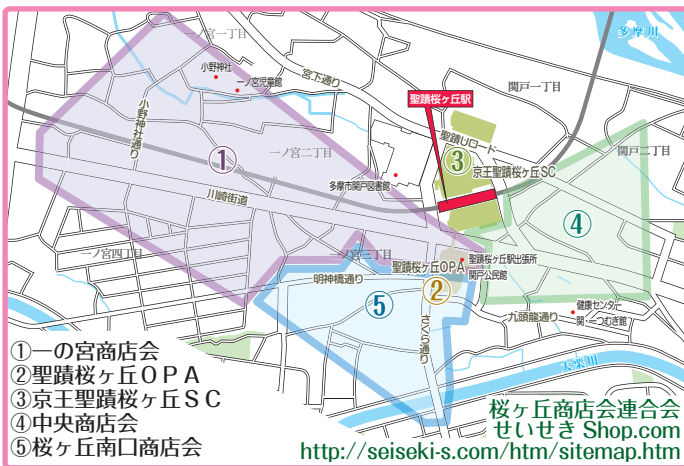 一ノ宮一丁目
宮下通り
多摩川
小野神社
一ノ宮児童館
関戸一丁目
聖蹟桜ヶ丘駅
小野神社通り
聖蹟Uロード
一ノ宮二丁目
関戸二丁目
①
③
京王聖蹟桜ヶ丘SC
多摩市関戸図書館
川崎街道
④
一ノ宮四丁目
一ノ宮三丁目
聖蹟桜ヶ丘OPA
聖蹟桜ヶ丘駅出張所
関戸公民館
明神橋通り
②
⑤
さくら通り
九頭龍通り
健康センター
関・一つむぎ館
大栗川
①一の宮商店会
②聖蹟桜ヶ丘OPA
③京王聖蹟桜ヶ丘SC
④中央商店会
⑤桜ヶ丘南口商店会
桜ヶ丘商店会連合会
せいせき Shop.com
http://seiseki-s.com/htm/sitemap.htm